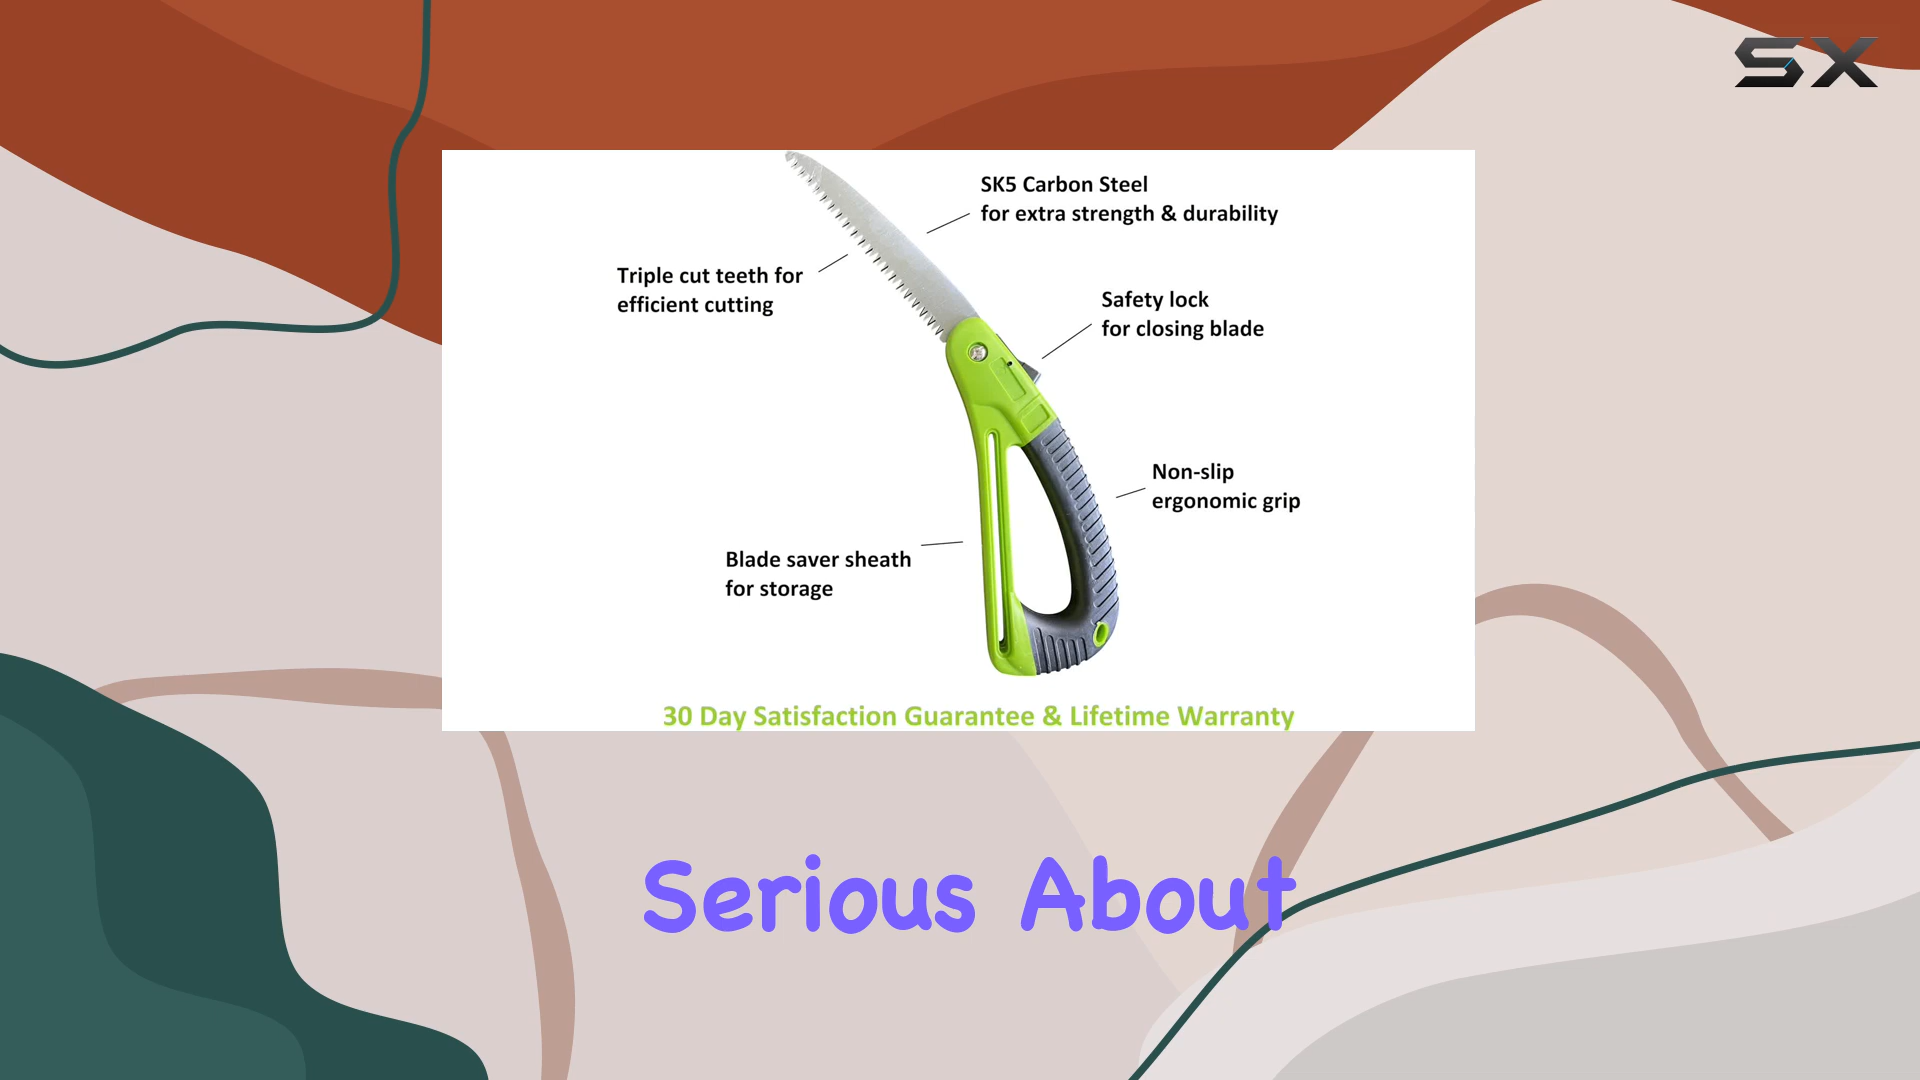 SX
SK5 Carbon Steel
for extra strength & durability
Triple cut teeth for
efficient cutting
Safety lock
for closing blade
Non-slip
ergonomic grip
Blade saver sheath
for storage
30 Day Satisfaction Guarantee & Lifetime Warranty
Serious About